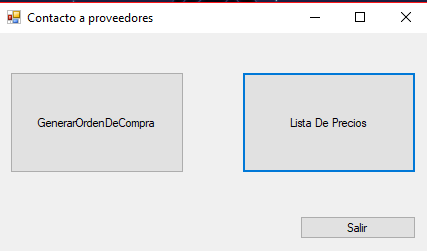 Contacto a proveedores
GenerarOrdenDeCompra
Lista De Precios
Salir